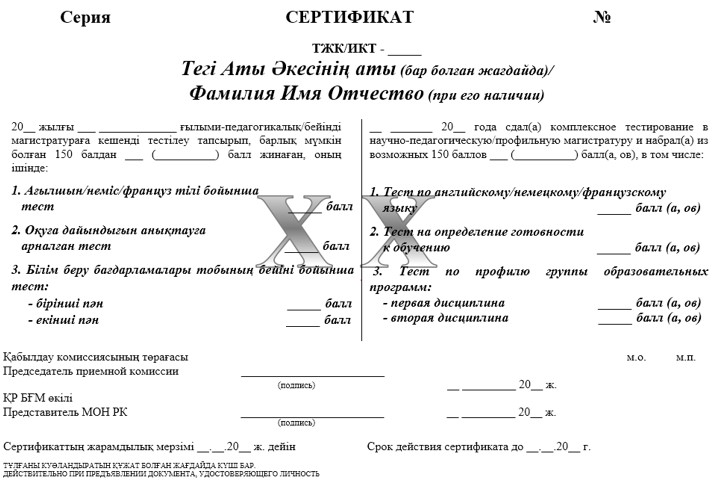 Серия СЕРТИФИКАТ №
ТЖК/ИКТ - _____
Тегі Аты Әкесінің аты (бар болған жағдайда)/
Фамилия Имя Отчество (при его наличии)
20__ жылғы ___ ______________ ғылыми-педагогикалық/бейінді
магистратураға кешенді тестілеу тапсырып, барлық мүмкін
болған 150 балдан ___ (__________) балл жинаған, оның
ішінде:
1. Ағылшын/неміс/француз тілі бойынша
тест _____ балл
2. Оқуға дайындығын анықтауға
арналған тест _____ балл
3. Білім беру бағдарламалары тобының бейіні бойынша
тест:
- бірінші пән _____ балл
- екінші пән _____ балл
__ _______ 20__ года сдал(а) комплексное тестирование в
научно-педагогическую/профильную магистратуру и набрал(а) из
возможных 150 баллов ___ (___________) балл(а, ов), в том числе:
1. Тест по английскому/немецкому/французскому
языку _____ балл (а, ов)
2. Тест на определение готовности
к обучению _____ балл (а, ов)
3. Тест по профилю группы образовательных
программ:
- первая дисциплина _____ балл (а, ов)
- вторая дисциплина _____ балл (а, ов)
X X
Қабылдау комиссиясының төрағасы м.о. м.п.
Председатель приемной комиссии _________________________
(подпись) __ _________ 20__ ж.
ҚР БҒМ өкілі
Представитель МОН РК _________________________ __ _________ 20__ ж.
(подпись)
Сертификаттың жарамдылық мерзімі __.__.20__ ж. дейін Срок действия сертификата до __.__.20__ г.
ТҰЛҒАНЫ КУӘЛАНДЫРАТЫН ҚҰЖАТ БОЛҒАН ЖАҒДАЙДА КҮШІ БАР.
ДЕЙСТВИТЕЛЬНО ПРИ ПРЕДЪЯВЛЕНИИ ДОКУМЕНТА, УДОСТОВЕРЯЮЩЕГО ЛИЧНОСТЬ